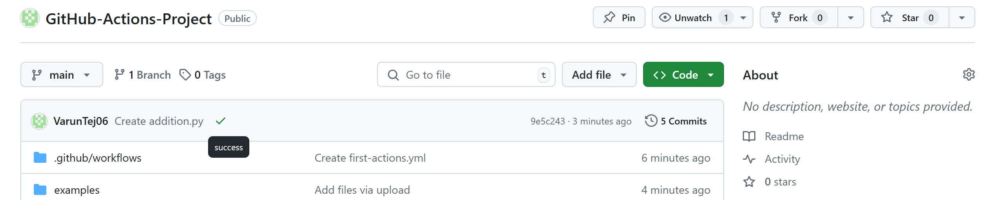 GitHub-Actions-Project Public Pin Unwatch 1 Fork 0 Star 0
main 1 Branch 0 Tags Go to file t Add file Code
About
No description, website, or topics provided.
VarunTej06 Create addition.py 9e5c243 · 3 minutes ago 5 Commits
success
.github/workflows Create first-actions.yml 6 minutes ago
examples Add files via upload 4 minutes ago
Readme
Activity
0 stars